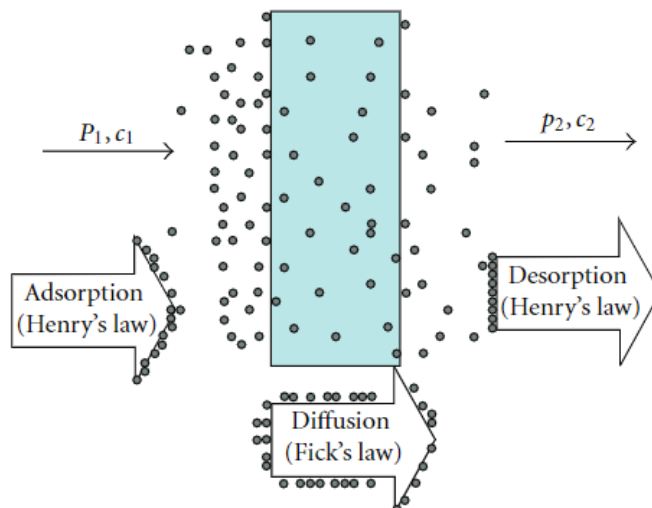 P₁, c₁
p₂, c₂
Adsorption
(Henry's law)
Desorption
(Henry's law)
Diffusion
(Fick's law)